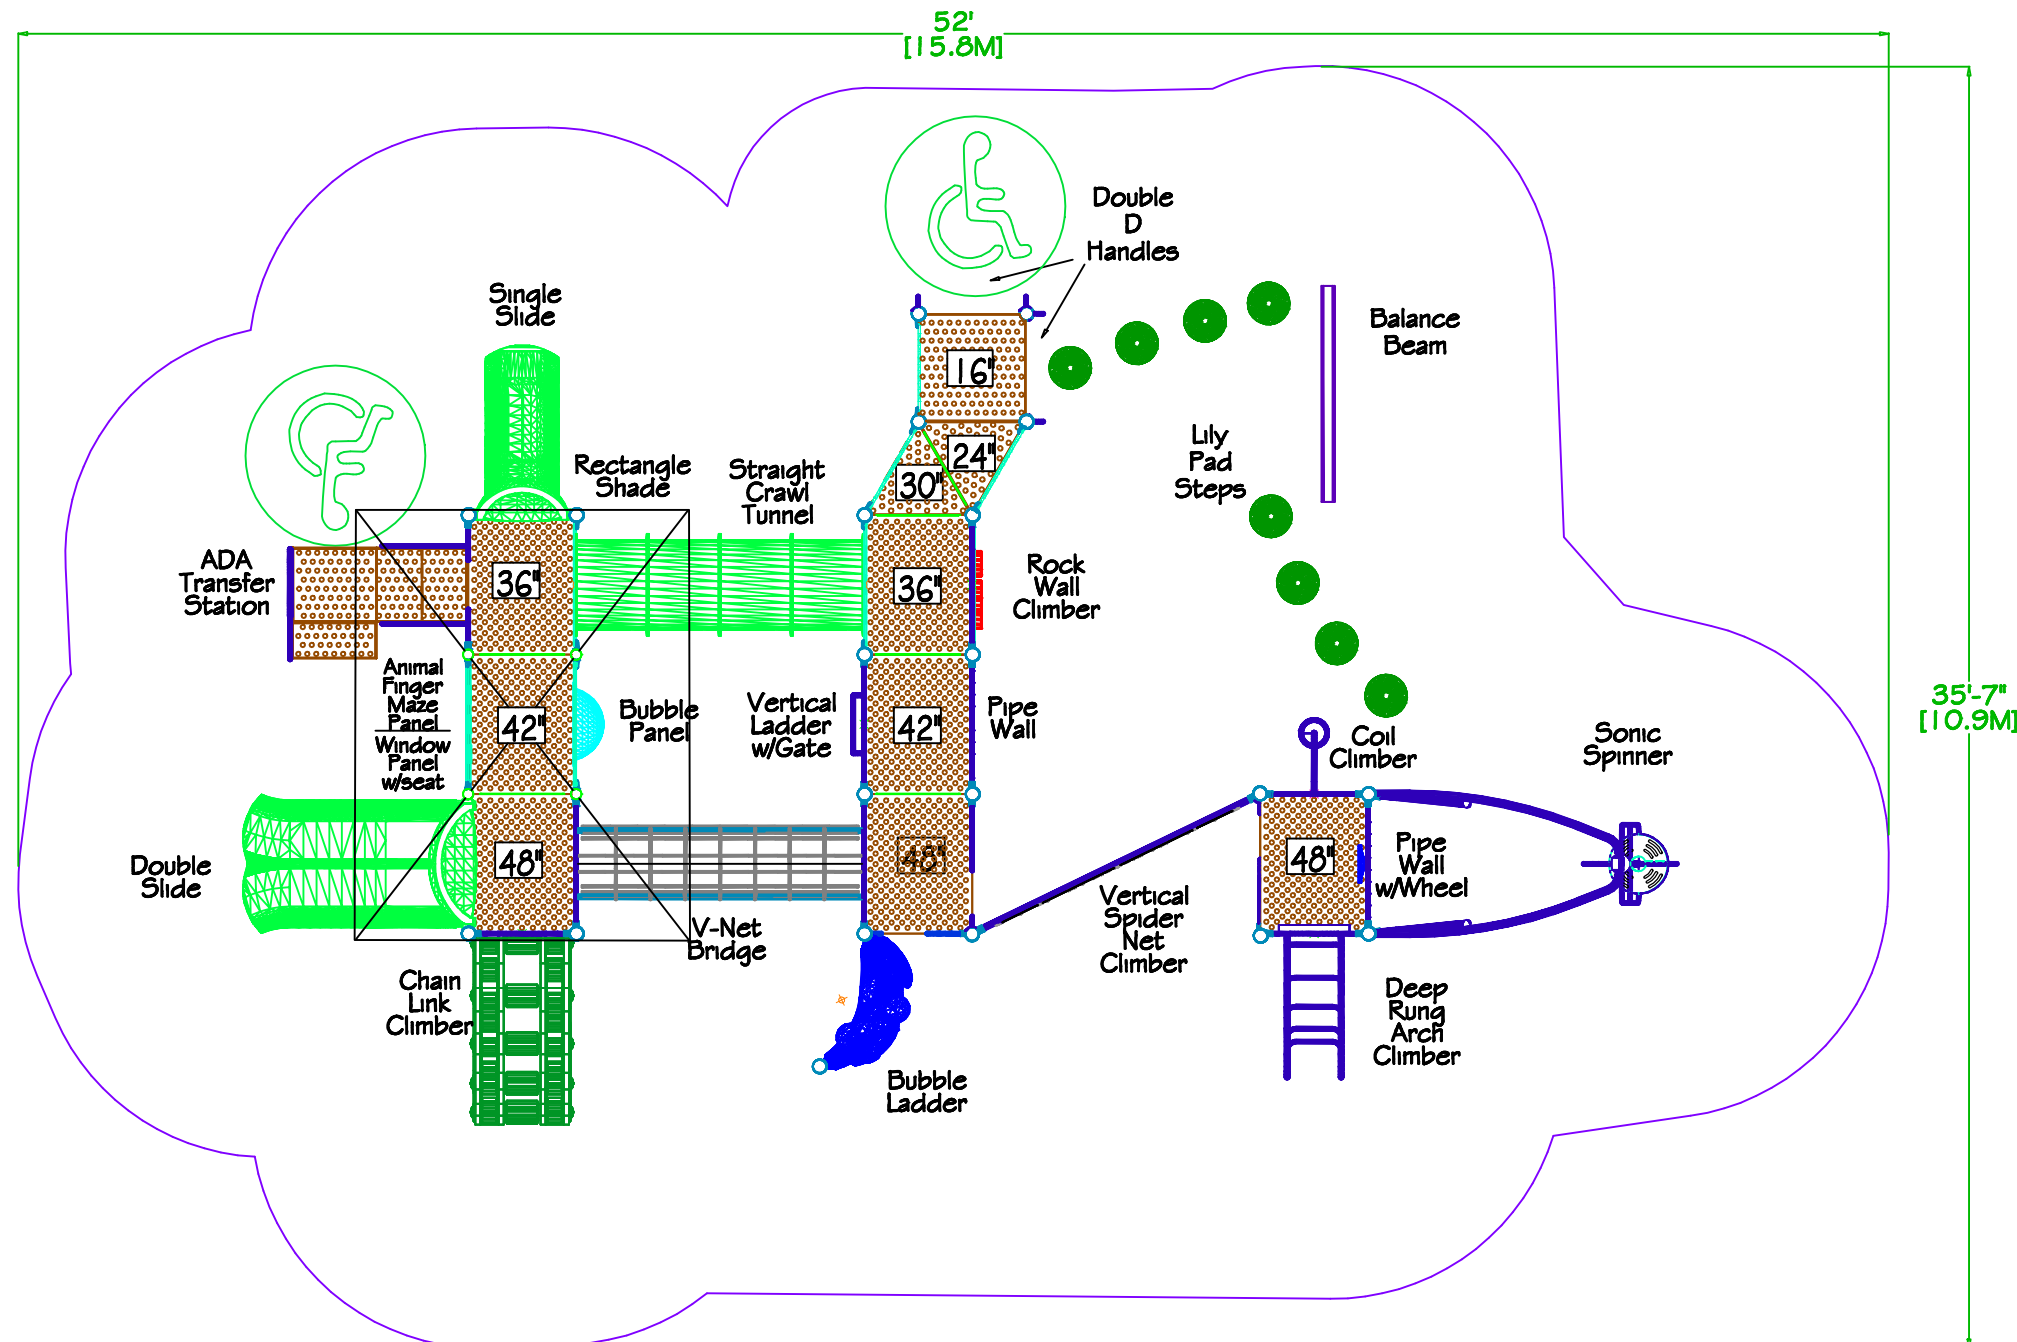 52'
[15.8M]
Double
D
Handles
Single
Slide
Balance
Beam
16"
24"
30"
Lily
Pad
Steps
Rectangle
Shade
Straight
Crawl
Tunnel
ADA
Transfer
Station
36"
36"
Rock
Wall
Climber
Animal
Finger
Maze
Panel
Window
Panel
w/seat
42"
Bubble
Panel
Vertical
Ladder
w/Gate
42"
Pipe
Wall
Coil
Climber
Sonic
Spinner
35'-7"
[10.9M]
Double
Slide
48"
48"
48"
Pipe
Wall
w/Wheel
V-Net
Bridge
Vertical
Spider
Net
Climber
Chain
Link
Climber
Deep
Rung
Arch
Climber
Bubble
Ladder